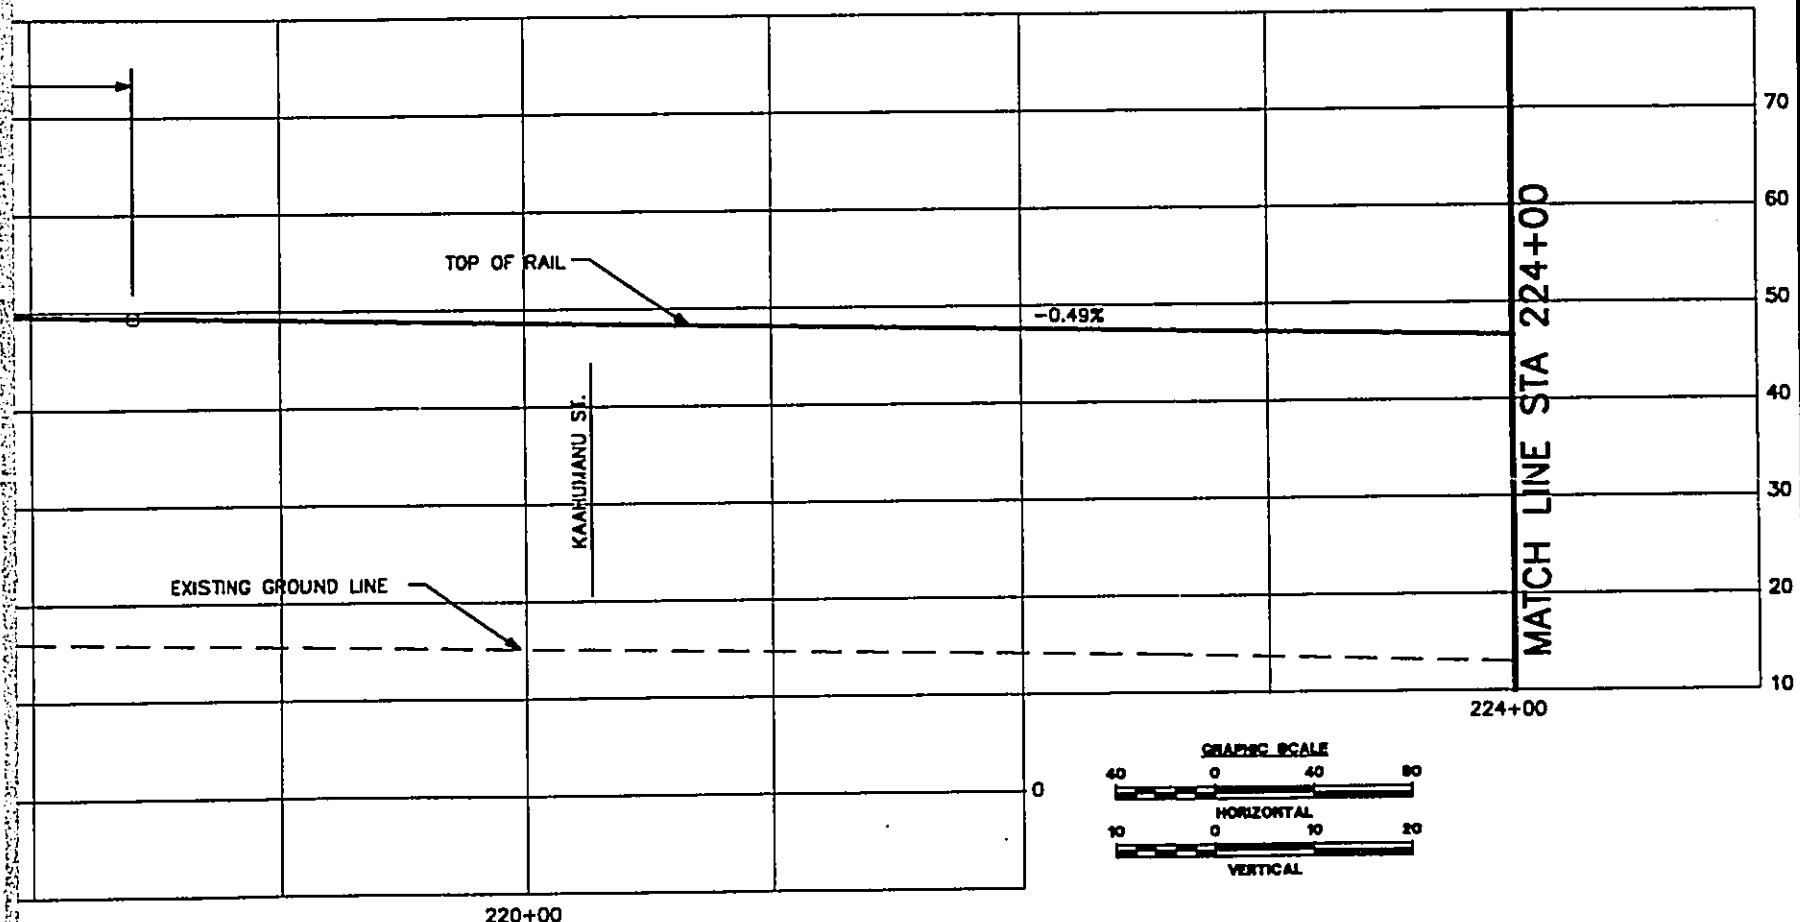 70
60
TOP OF RAIL
50
-0.49%
MATCH LINE STA 224+00
KAAHUMANU ST.
40
30
EXISTING GROUND LINE
20
10
224+00
GRAPHIC SCALE
40 0 40 80
HORIZONTAL
0
10 0 10 20
VERTICAL
220+00